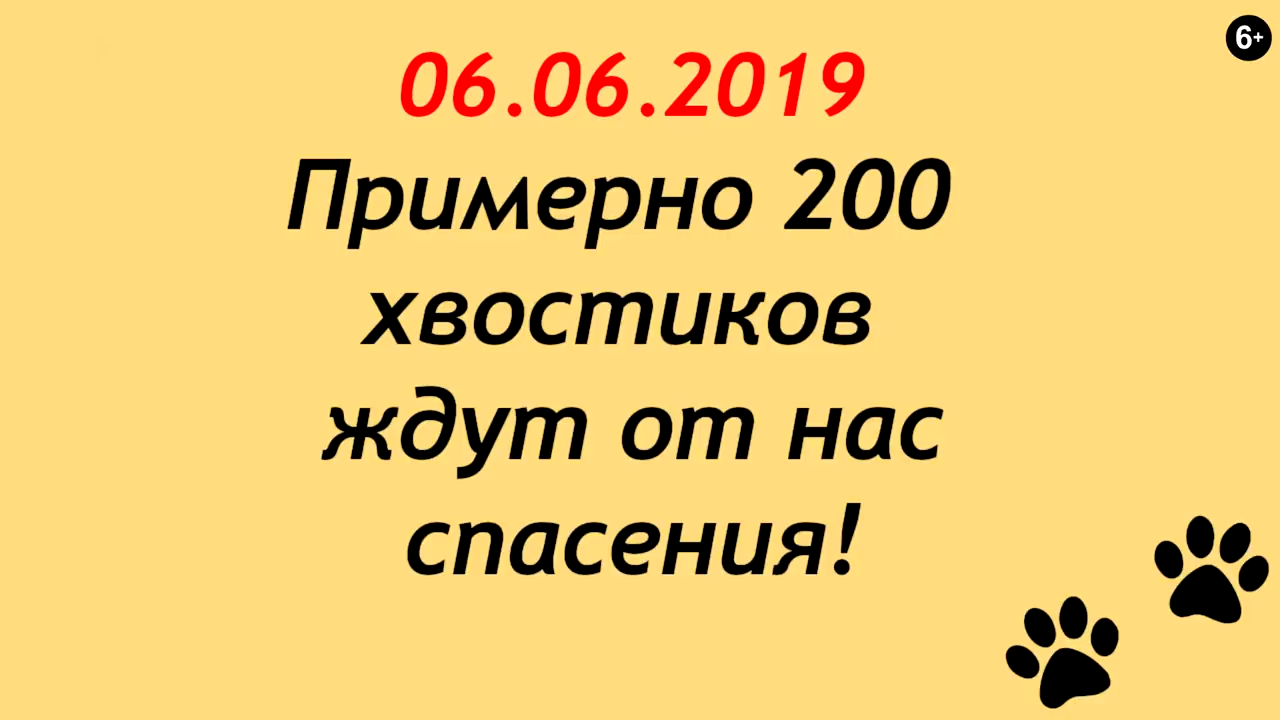 6+
06.06.2019
Примерно 200
хвостиков
ждут от нас
спасения!